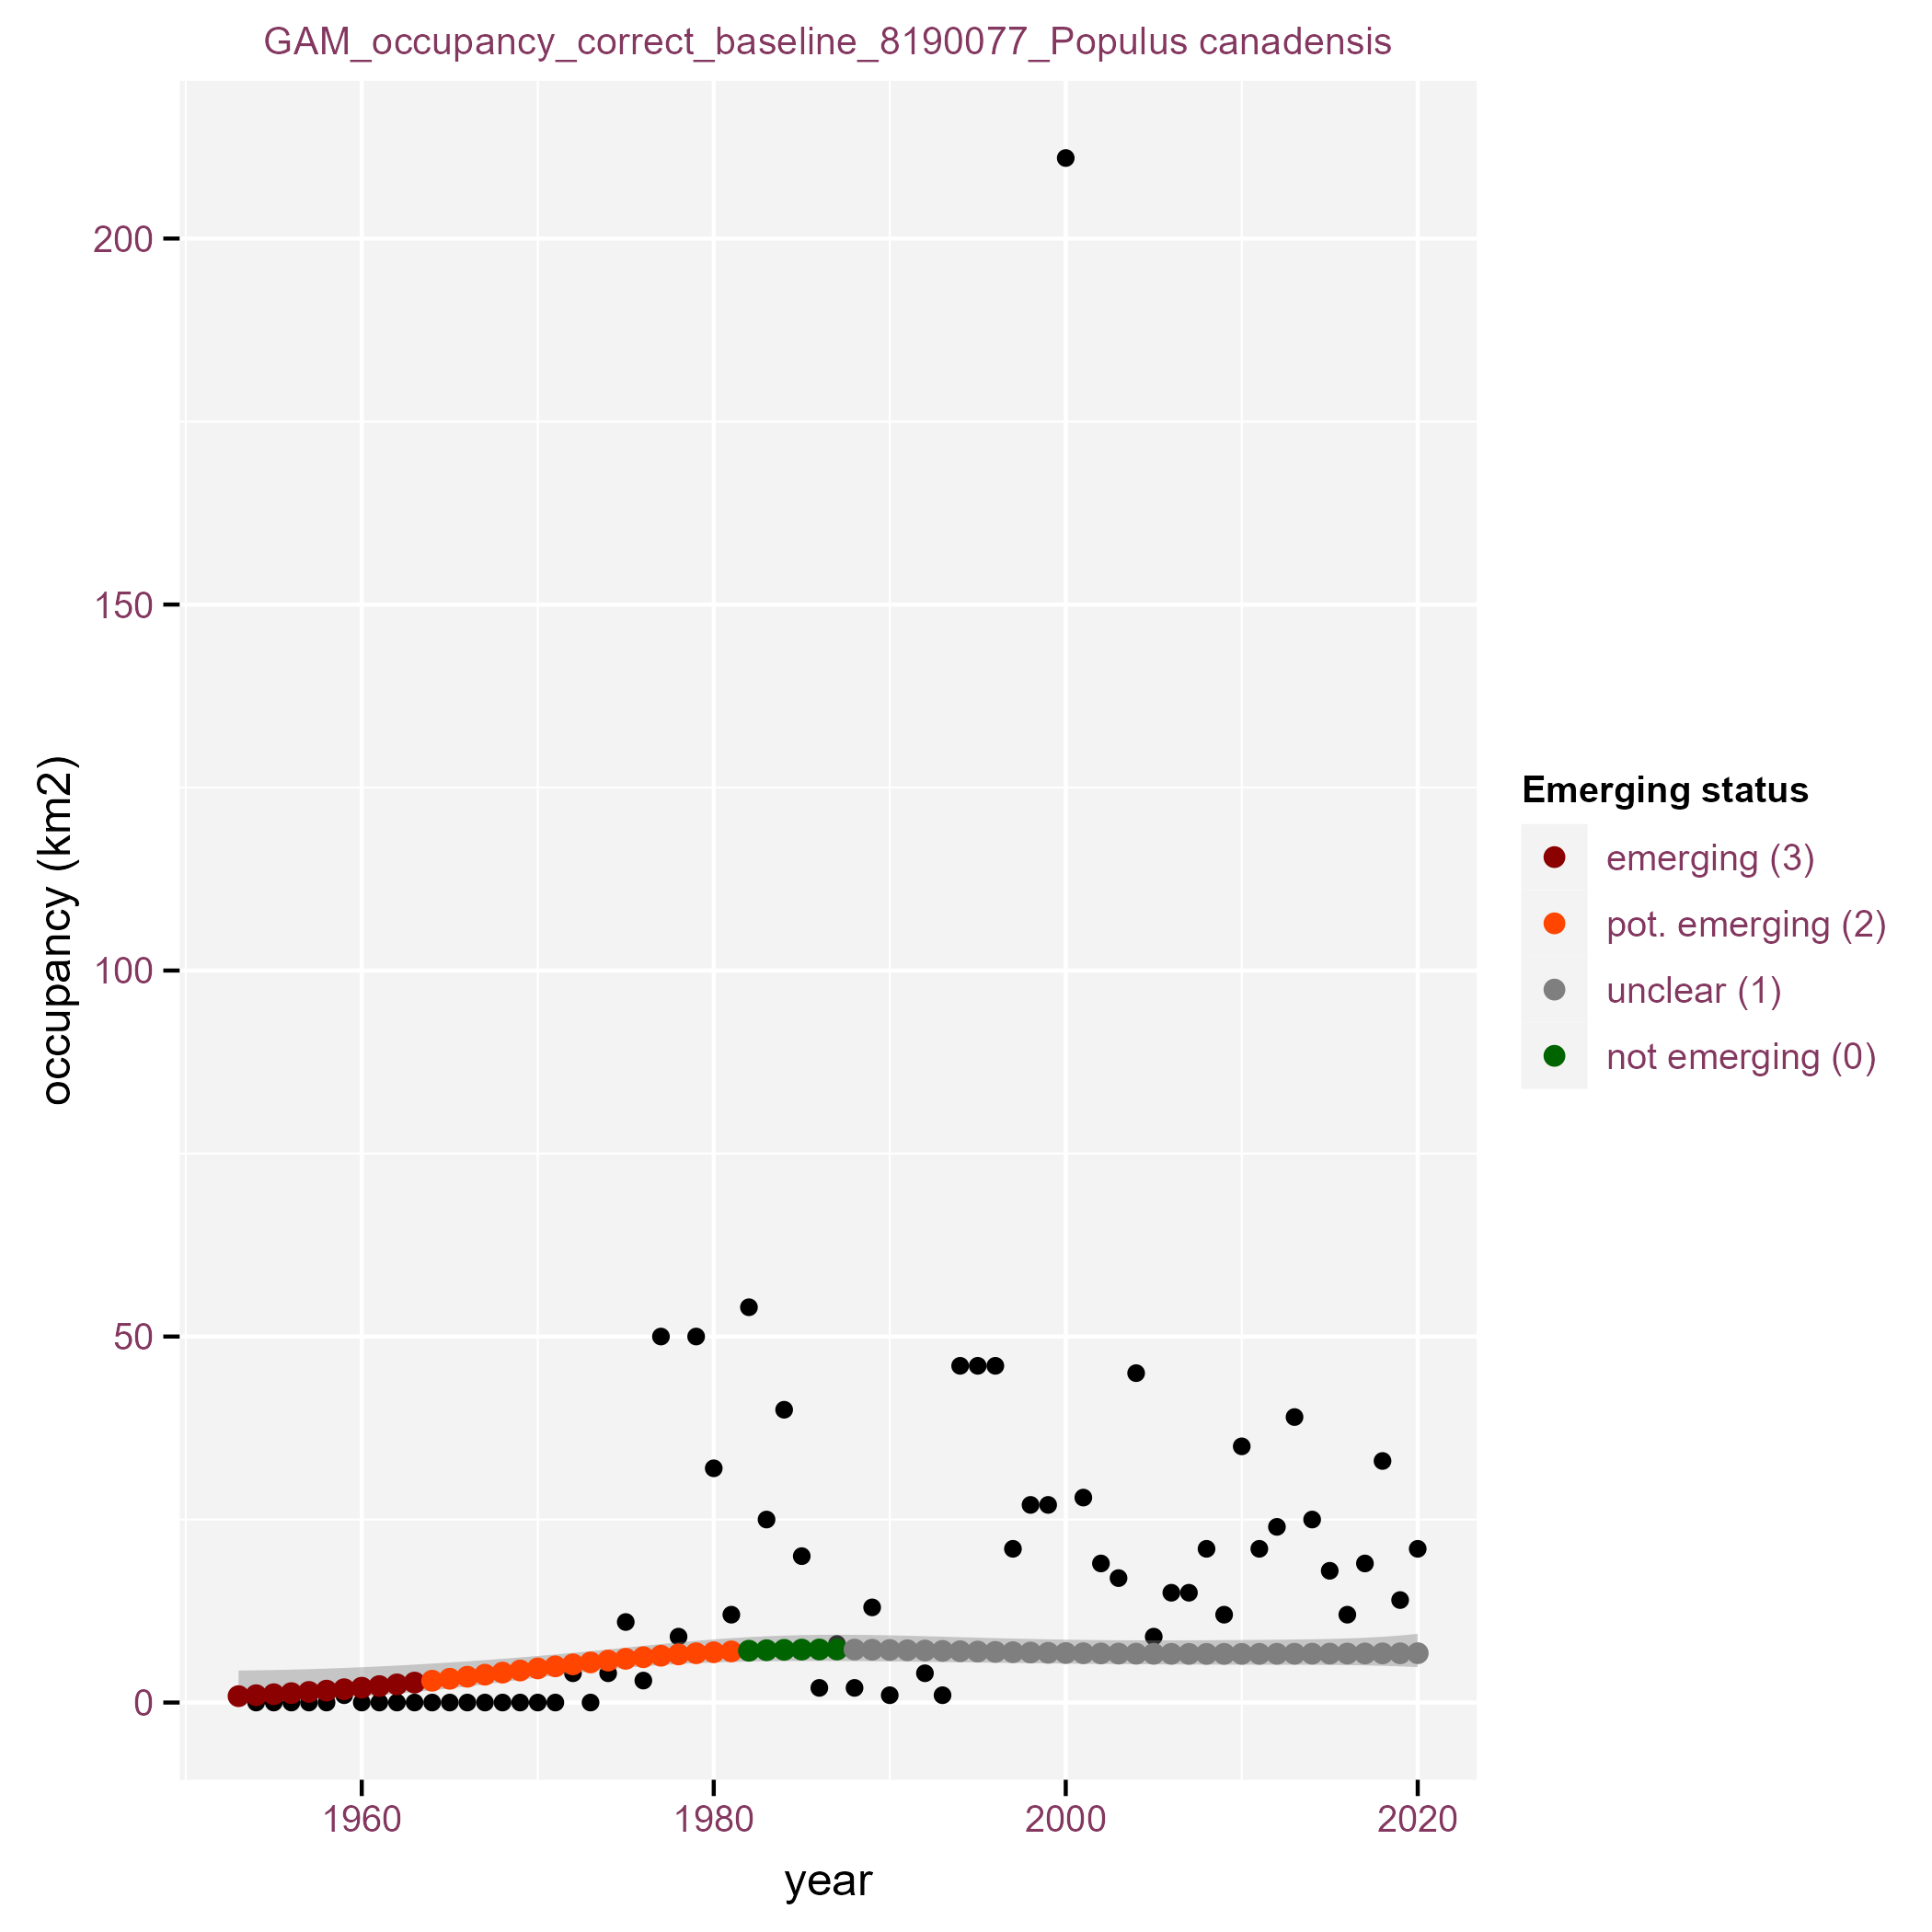 GAM_occupancy_correct_baseline_8190077_Populus canadensis
200
150
100
50
0
occupancy (km2)
1960 1980 2000 2020
year
Emerging status
emerging (3)
pot. emerging (2)
unclear (1)
not emerging (0)